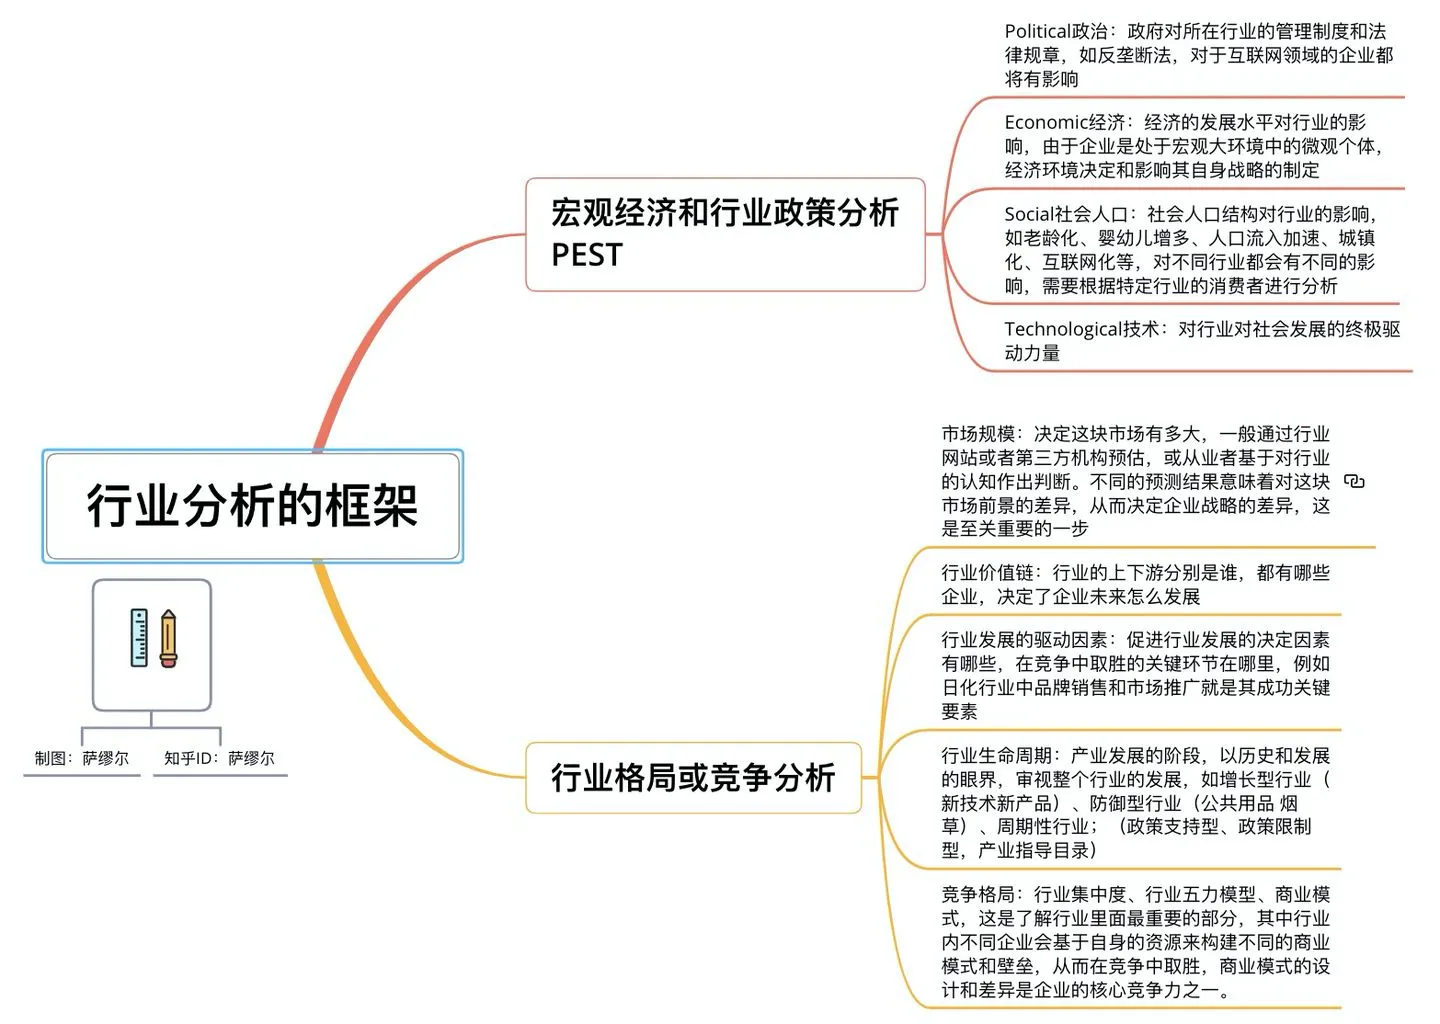 Political政治：政府对所在行业的管理制度和法
律规章，如反垄断法，对于互联网领域的企业都
将有影响
Economic经济：经济的发展水平对行业的影
响，由于企业是处于宏观大环境中的微观个体，
经济环境决定和影响其自身战略的制定
宏观经济和行业政策分析
PEST
Social社会人口：社会人口结构对行业的影响，
如老龄化、婴幼儿增多、人口流入加速、城镇
化、互联网化等，对不同行业都会有不同的影
响，需要根据特定行业的消费者进行分析
Technological技术：对行业对社会发展的终极驱
动力量
行业分析的框架
市场规模：决定这块市场有多大，一般通过行业
网站或者第三方机构预估，或从业者基于对行业
的认知作出判断。不同的预测结果意味着对这块
市场前景的差异，从而决定企业战略的差异，这
是至关重要的一步
行业价值链：行业的上下游分别是谁，都有哪些
企业，决定了企业未来怎么发展
行业发展的驱动因素：促进行业发展的决定因素
有哪些，在竞争中取胜的关键环节在哪里，例如
日化行业中品牌销售和市场推广就是其成功关键
要素
制图：萨缪尔
知乎ID：萨缪尔
行业格局或竞争分析
行业生命周期：产业发展的阶段，以历史和发展
的眼界，审视整个行业的发展，如增长型行业（
新技术新产品）、防御型行业（公共用品 烟
草）、周期性行业；（政策支持型、政策限制
型，产业指导目录）
竞争格局：行业集中度、行业五力模型、商业模
式，这是了解行业里面最重要的部分，其中行业
内不同企业会基于自身的资源来构建不同的商业
模式和壁垒，从而在竞争中取胜，商业模式的设
计和差异是企业的核心竞争力之一。